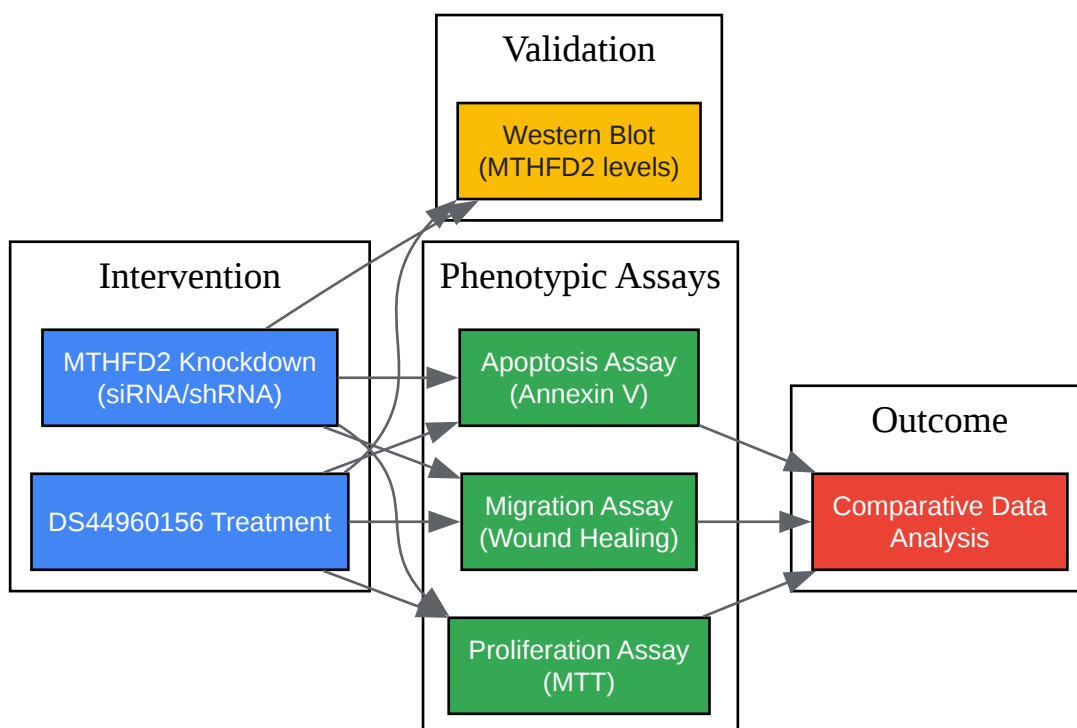 Validation
Western Blot
(MTHFD2 levels)
Intervention
MTHFD2 Knockdown
(siRNA/shRNA)
DS44960156 Treatment
Phenotypic Assays
Apoptosis Assay
(Annexin V)
Migration Assay
(Wound Healing)
Proliferation Assay
(MTT)
Outcome
Comparative Data
Analysis